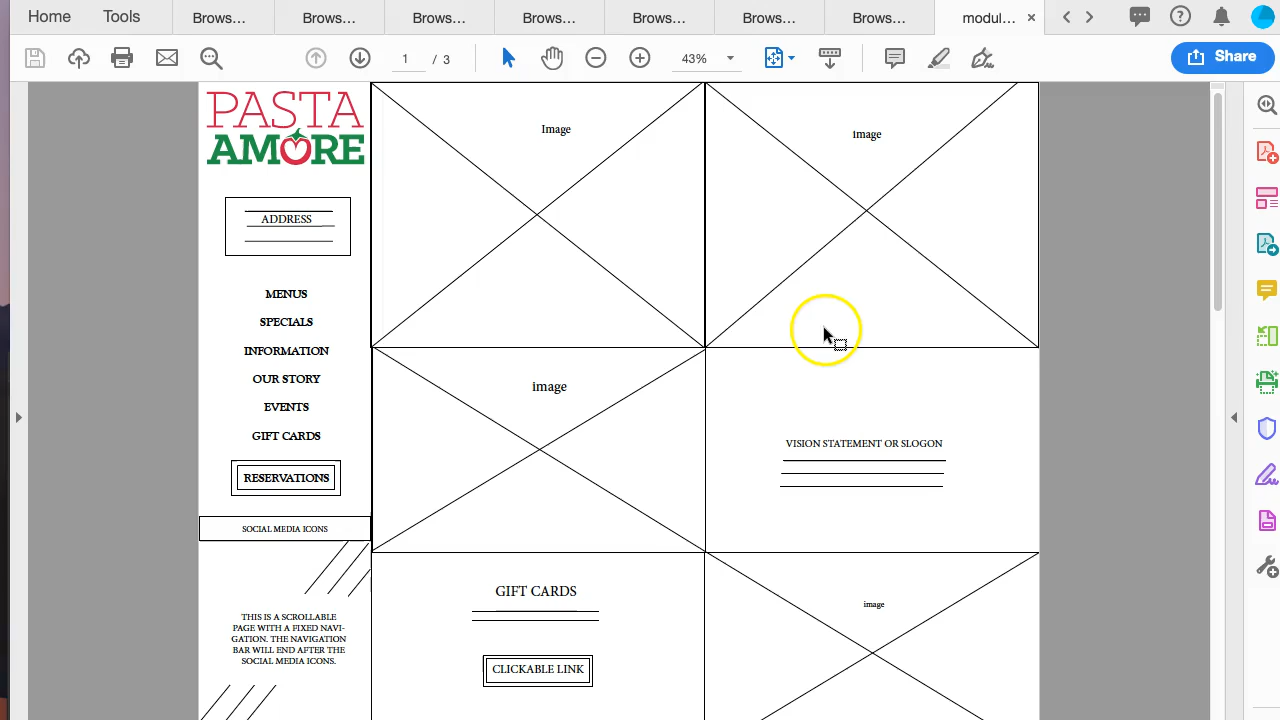 Home
Tools
Brows...
Brows...
Brows...
Brows...
Brows...
Brows...
Brows...
modul...
1
/ 3
43%
Share
PASTA
AMORE
ADDRESS
MENUS
SPECIALS
INFORMATION
OUR STORY
EVENTS
GIFT CARDS
RESERVATIONS
SOCIAL MEDIA ICONS
THIS IS A SCROLLABLE
PAGE WITH A FIXED NAVI-
GATION. THE NAVIGATION
BAR WILL END AFTER THE
SOCIAL MEDIA ICONS.
Image
image
image
VISION STATEMENT OR SLOGON
GIFT CARDS
CLICKABLE LINK
image